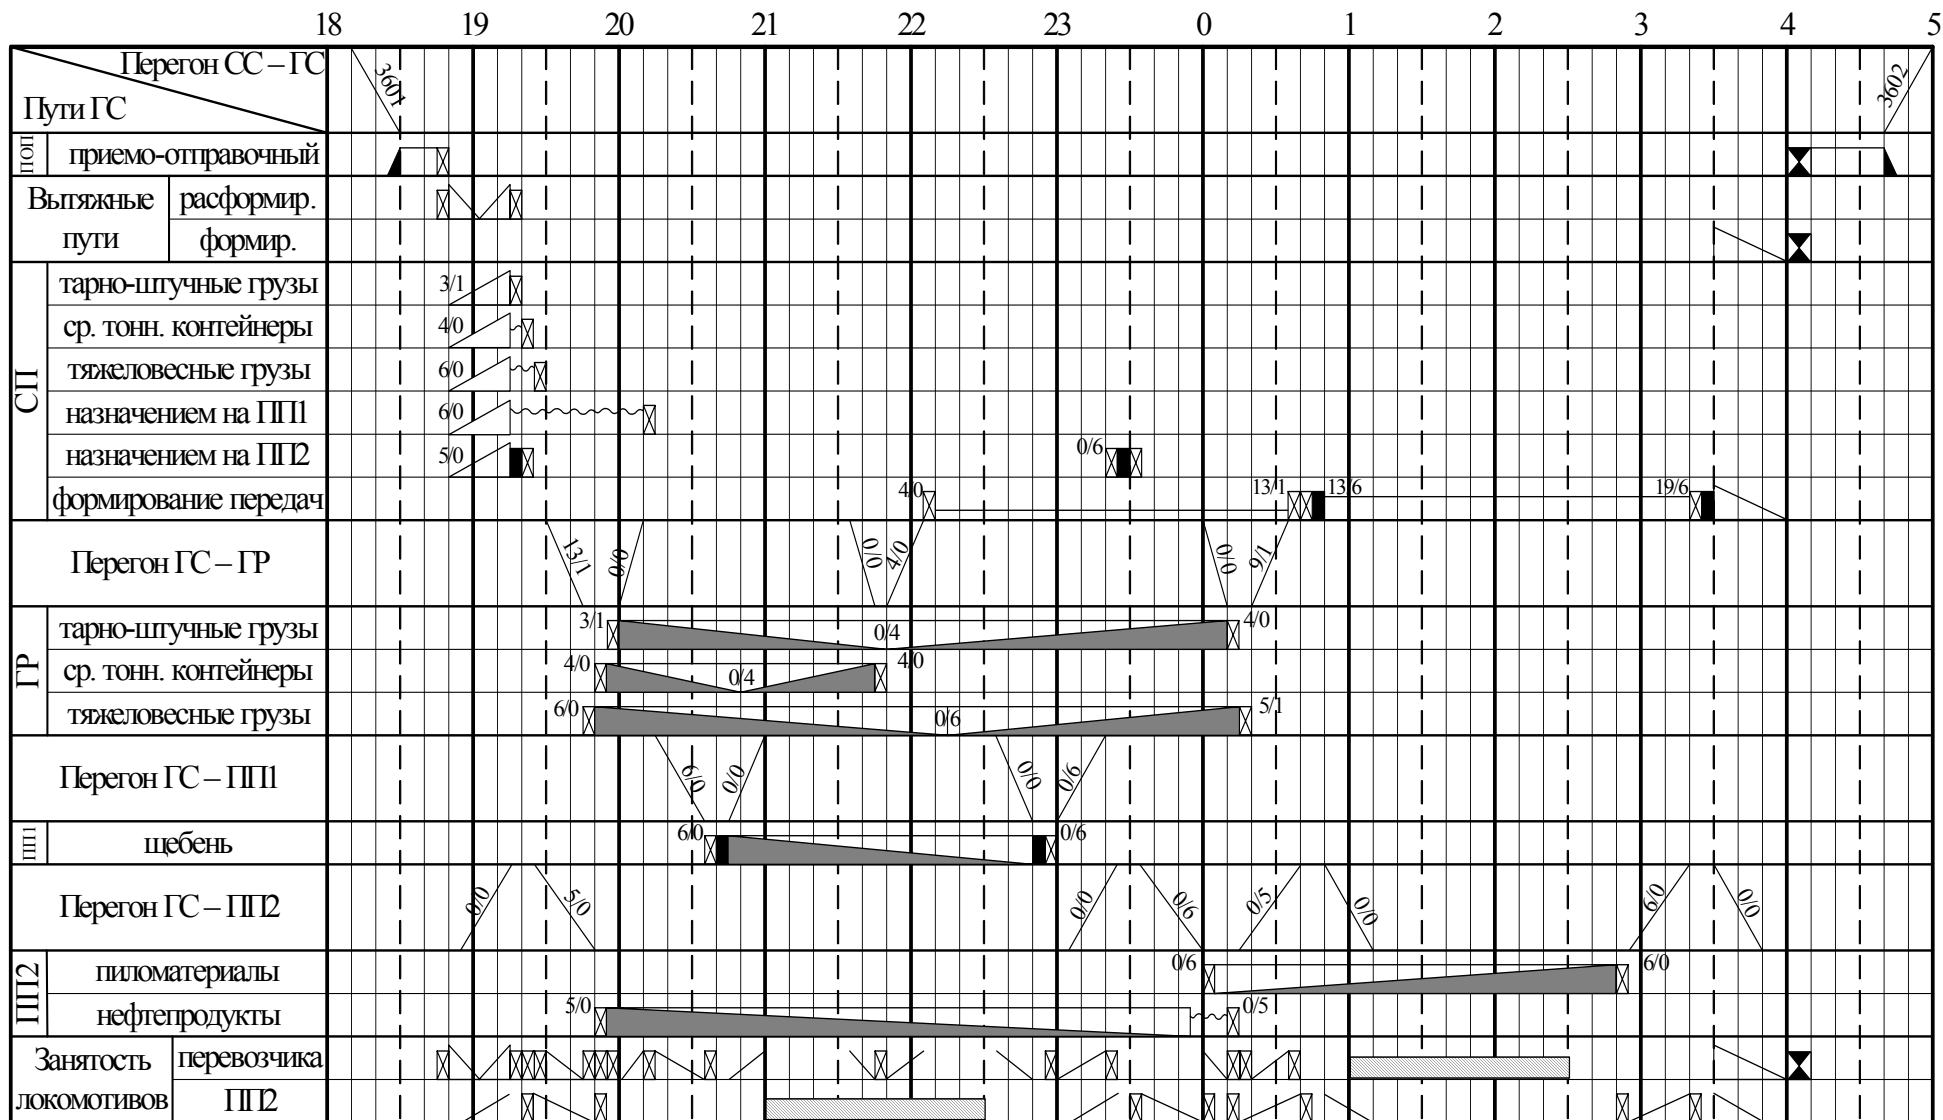 18 19 20 21 22 23 0 1 2 3 4 5
Перегон СС – ГС
Пути ГС
3601
3602
ПОП
приемо-отправочный
Вытяжные
пути
расформир.
формир.
СП
тарно-штучные грузы
3/1
ср. тонн. контейнеры
4/0
тяжеловесные грузы
6/0
назначением на ПП1
6/0
назначением на ПП2
5/0
0/6
формирование передач
4/0
13/1
13/6
19/6
Перегон ГС – ГР
13/1
0/0
0/0
4/0
0/0
9/1
ГР
тарно-штучные грузы
3/1
0/4
4/0
ср. тонн. контейнеры
4/0
0/4
4/0
тяжеловесные грузы
6/0
0/6
5/1
Перегон ГС – ПП1
6/0
0/0
0/0
0/6
ПП1
щебень
6/0
0/6
Перегон ГС – ПП2
0/0
5/0
0/0
0/6
0/5
0/0
6/0
0/0
ПП2
пиломатериалы
0/6
6/0
нефтепродукты
5/0
0/5
Занятость
локомотивов
перевозчика
ПП2